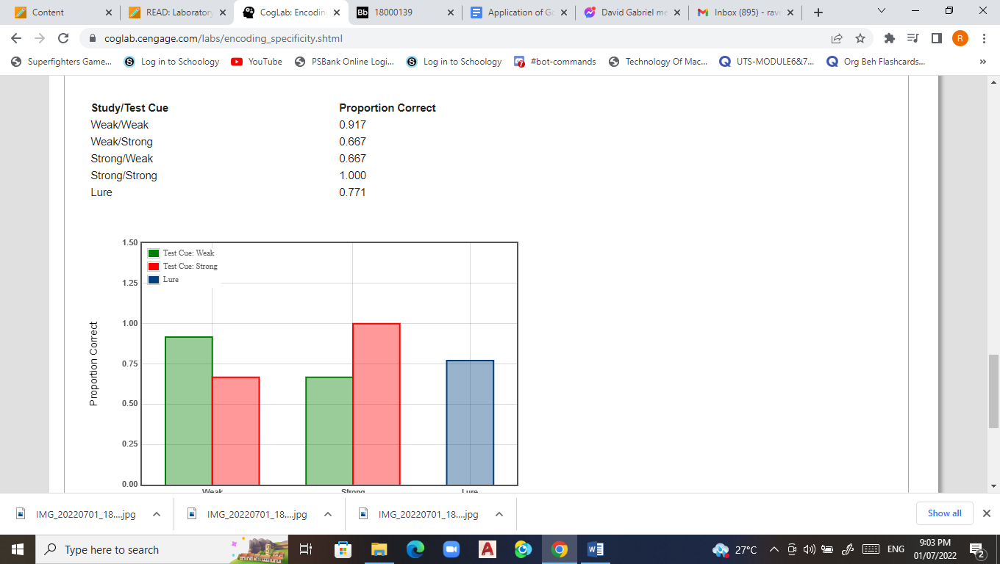 Content
READ: Laboratory
CogLab: Encodin
Bb 18000139
Application of Go
David Gabriel me
Inbox (895) - rav
coglab.cengage.com/labs/encoding_specificity.shtml
R
Superfighters Game...
Log in to Schoology
YouTube
PSBank Online Logi...
Log in to Schoology
#bot-commands
Technology Of Mac...
UTS-MODULE6&7...
Org Beh Flashcards...
Study/Test Cue Proportion Correct
Weak/Weak 0.917
Weak/Strong 0.667
Strong/Weak 0.667
Strong/Strong 1.000
Lure 0.771
1.50
1.25
1.00
0.75
0.50
0.25
0.00
Proportion Correct
Test Cue: Weak
Test Cue: Strong
Lure
Weak Strong Lure
IMG_20220701_18....jpg
IMG_20220701_18....jpg
IMG_20220701_18....jpg
Show all
Type here to search
27°C
ENG
9:03 PM
01/07/2022
2